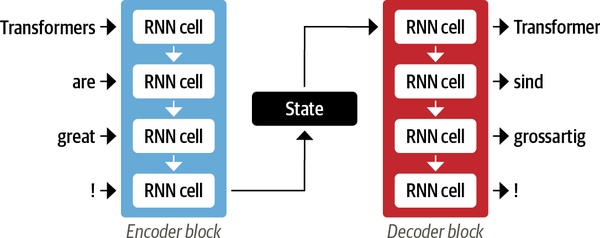 Transformers RNN cell RNN cell Transformer
are RNN cell RNN cell sind
State
great RNN cell RNN cell grossartig
! RNN cell RNN cell !
Encoder block Decoder block